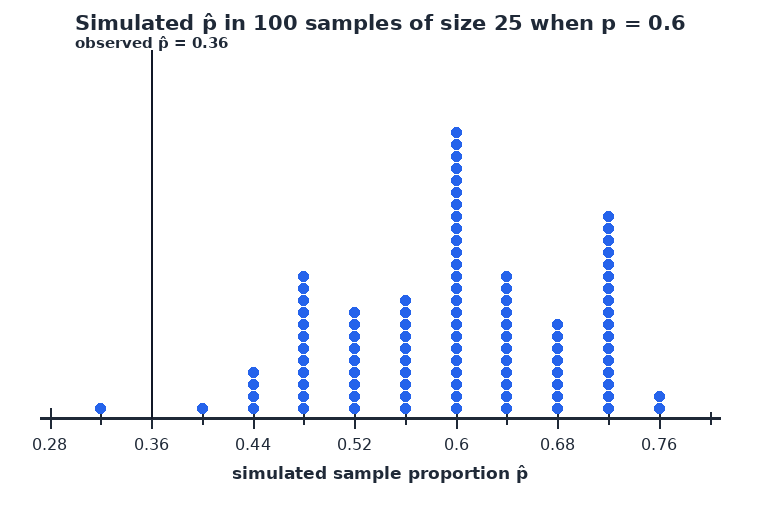 Simulated p̂ in 100 samples of size 25 when p = 0.6
observed p̂ = 0.36
0.28 0.36 0.44 0.52 0.6 0.68 0.76
simulated sample proportion p̂